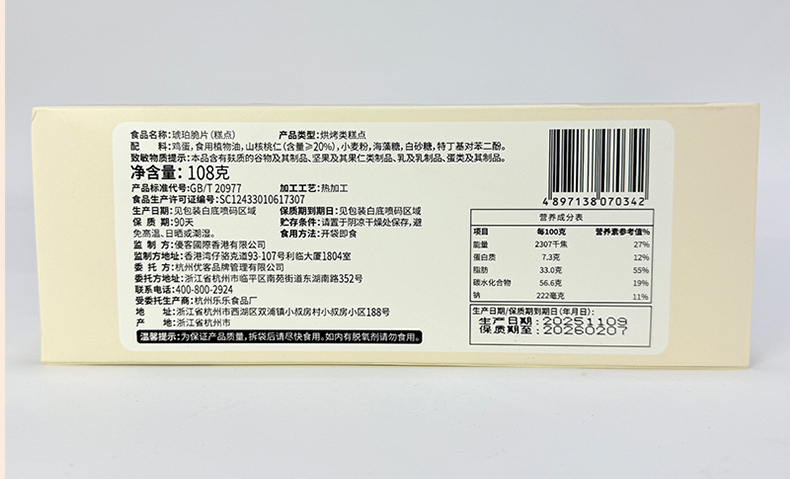 食品名称：琥珀脆片（糕点） 产品类型：烘烤类糕点
配 料：鸡蛋，食用植物油，山核桃仁（含量≥20%），小麦粉，海藻糖，白砂糖，特丁基对苯二酚。
致敏物质提示：本品含有麸质的谷物及其制品、坚果及其果仁类制品、乳及乳制品、蛋类及其制品。
净含量：108克
产品标准代号：GB/T 20977 加工工艺：热加工
食品生产许可证编号：SC12433010617307
生产日期：见包装白底喷码区域 保质期到期日：见包装白底喷码区域
保 质 期：90天 贮存条件：请置于阴凉干燥处保存，避
免高温、日晒或潮湿。 食用方法：开袋即食
监 制 方：優客國際香港有限公司
监制方地址：香港湾仔骆克道93-107号利临大厦1804室
委 托 方：杭州优客品牌管理有限公司
委托方地址：浙江省杭州市临平区南苑街道东湖南路352号
联系电话：400-800-2924
受委托生产商：杭州乐乐食品厂
地 址：浙江省杭州市西湖区双浦镇小叔房村小叔房小区188号
产 地：浙江省杭州市
温馨提示：为保证产品质量，拆袋后请尽快食用。如内有脱氧剂请勿食用。
4897138070342
营养成分表
项目 每100克 营养素参考值%
能量 2307千焦 27%
蛋白质 7.3克 12%
脂肪 33.0克 55%
碳水化合物 56.6克 19%
钠 222毫克 11%
生产日期/保质期到期日（年月日）：
生产日期：20251109
保质期至：20260207